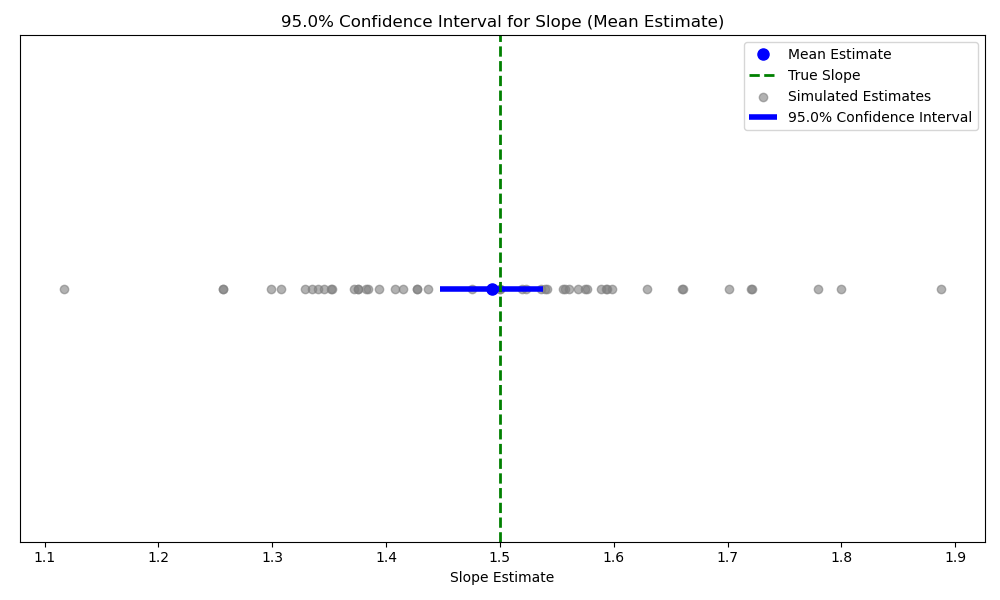 95.0% Confidence Interval for Slope (Mean Estimate)
Mean Estimate
True Slope
Simulated Estimates
95.0% Confidence Interval
1.1 1.2 1.3 1.4 1.5 1.6 1.7 1.8 1.9
Slope Estimate